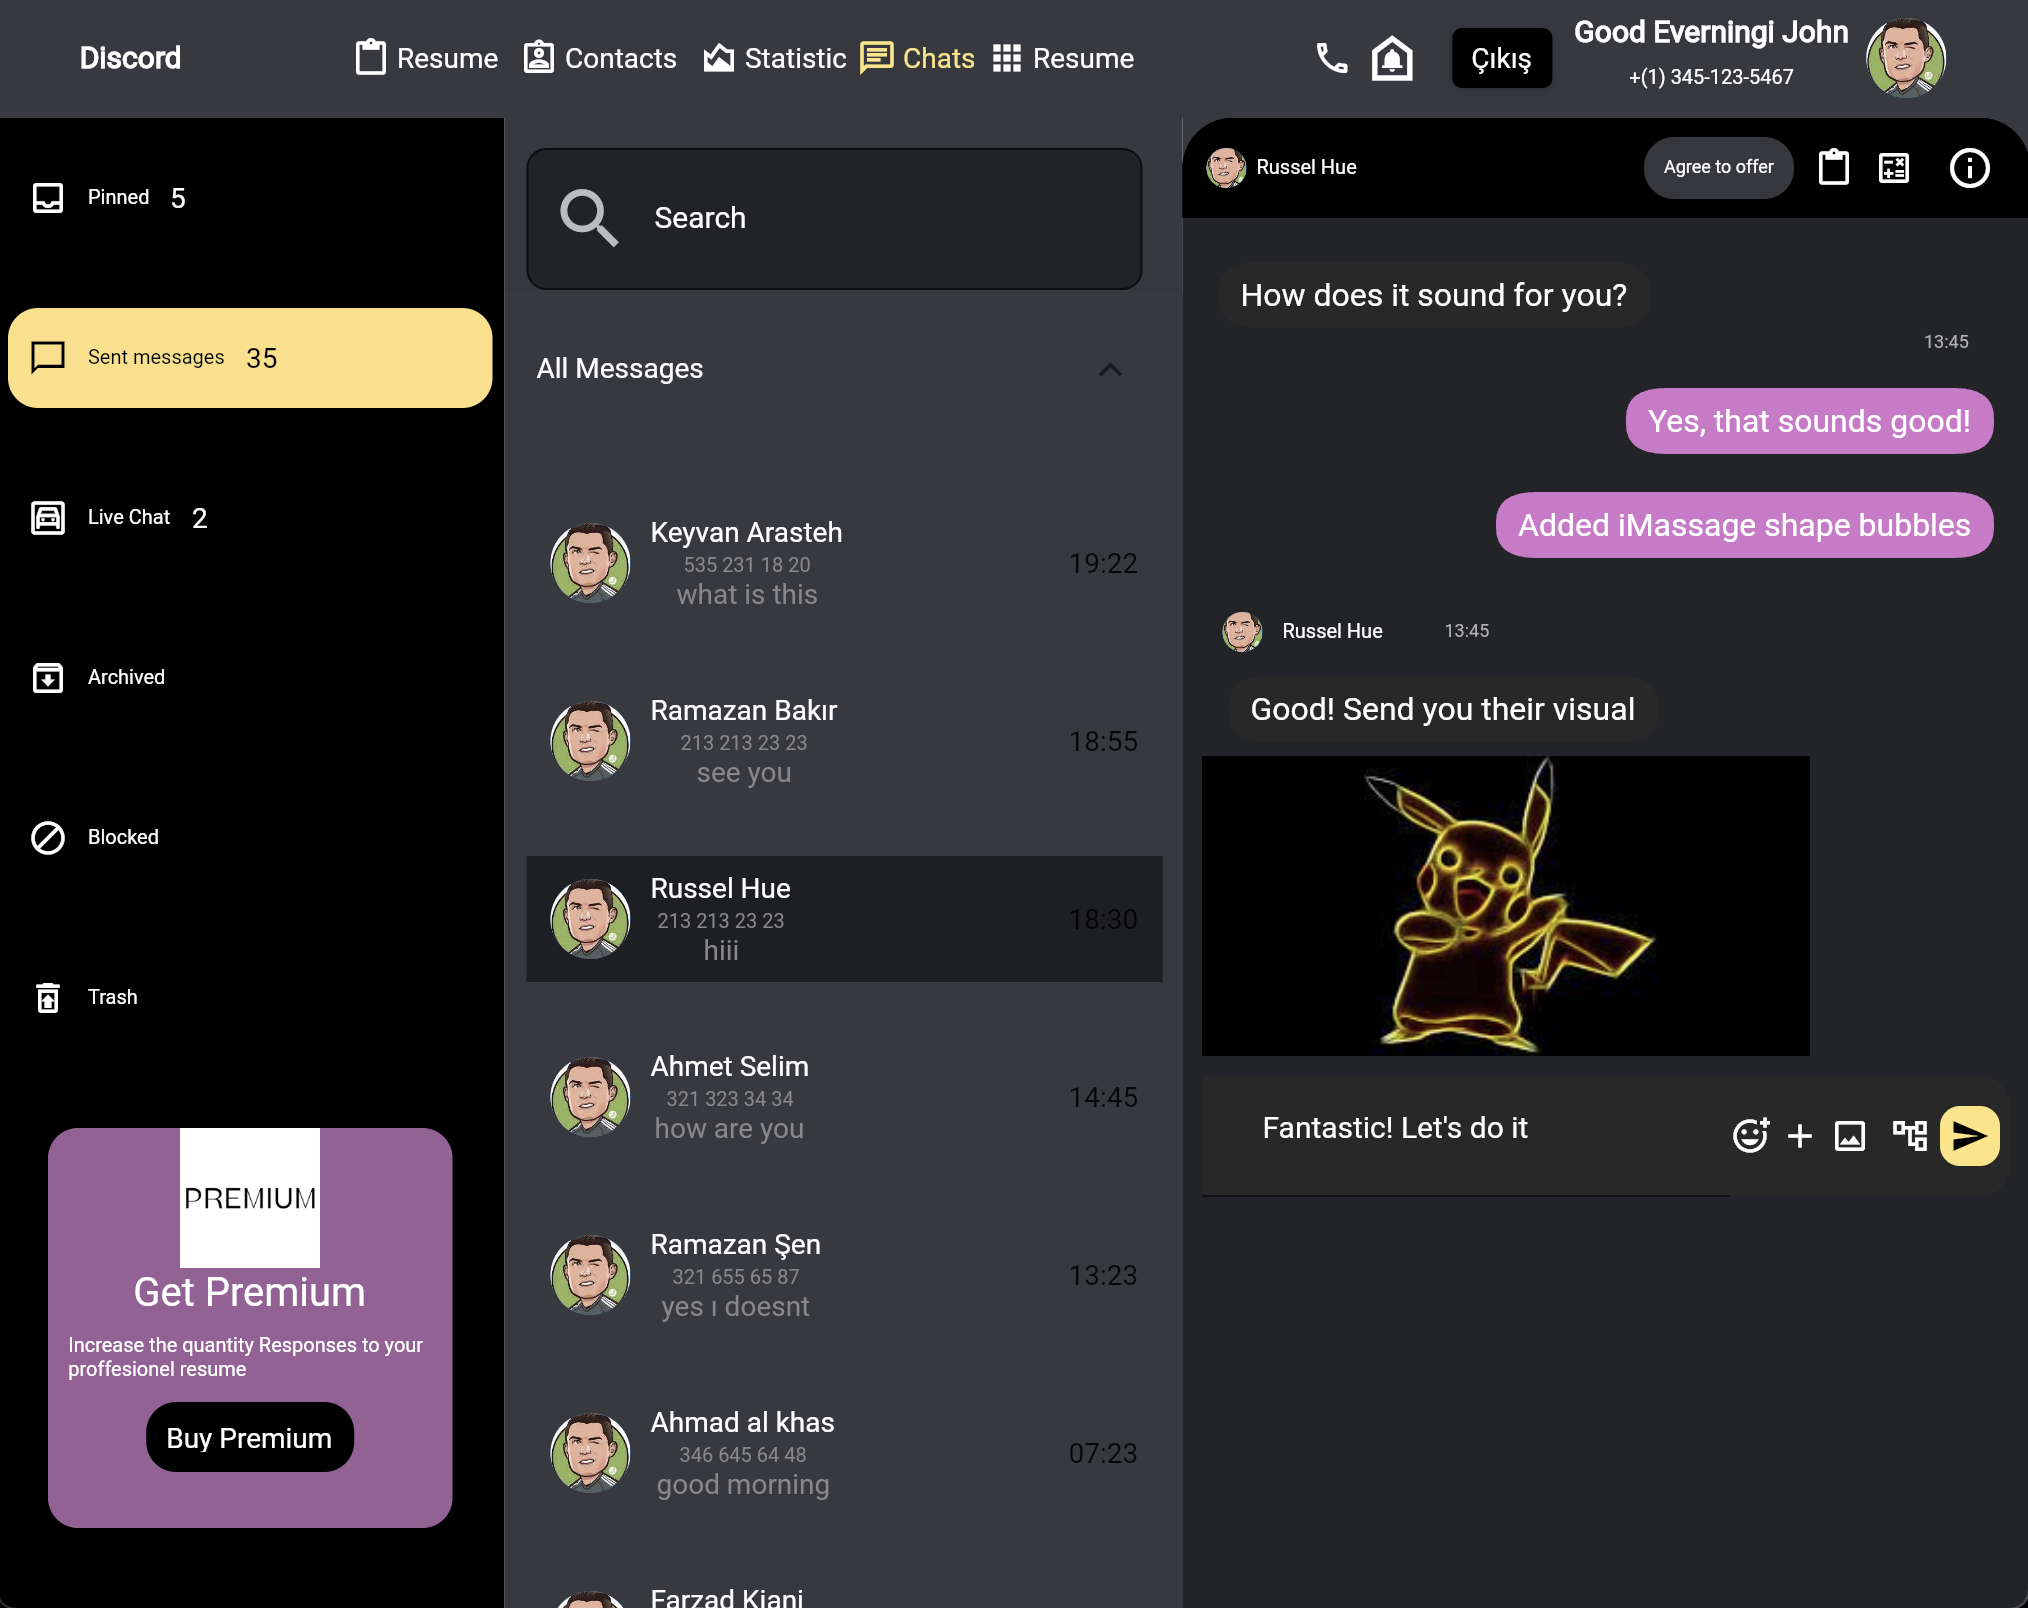 Discord
Resume
Contacts
Statistic
Chats
Resume
Çıkış
Good Everningi John
+(1) 345-123-5467
Pinned 5
Sent messages 35
Live Chat 2
Archived
Blocked
Trash
PREMIUM
Get Premium
Increase the quantity Responses to your
proffesionel resume
Buy Premium
Search
All Messages
Keyvan Arasteh
535 231 18 20
what is this
19:22
Ramazan Bakır
213 213 23 23
see you
18:55
Russel Hue
213 213 23 23
hiii
18:30
Ahmet Selim
321 323 34 34
how are you
14:45
Ramazan Şen
321 655 65 87
yes ı doesnt
13:23
Ahmad al khas
346 645 64 48
good morning
07:23
Farzad Kiani
Russel Hue
Agree to offer
How does it sound for you?
13:45
Yes, that sounds good!
Added iMassage shape bubbles
Russel Hue 13:45
Good! Send you their visual
Fantastic! Let's do it